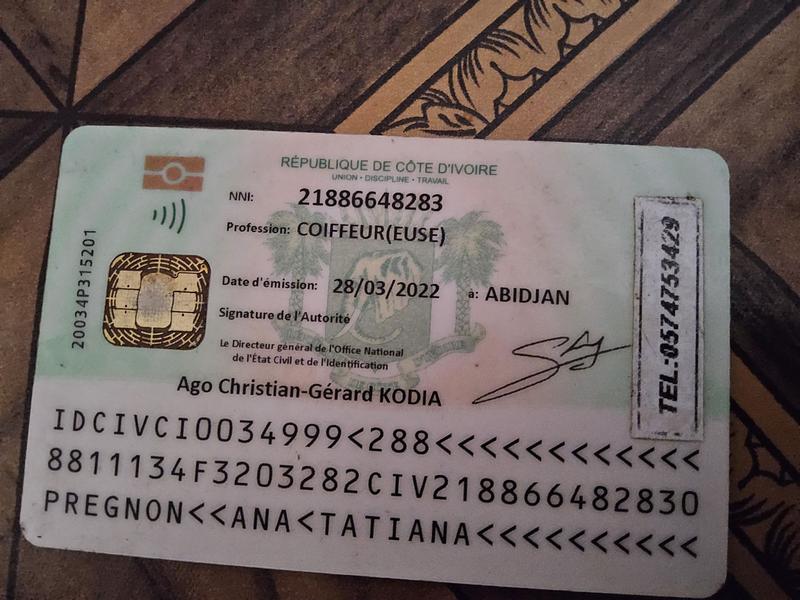 RÉPUBLIQUE DE CÔTE D'IVOIRE
UNION - DISCIPLINE - TRAVAIL
NNI: 21886648283
Profession: COIFFEUR(EUSE)
Date d'émission: 28/03/2022 à: ABIDJAN
Signature de l'Autorité
Le Directeur général de l'Office National
de l'État Civil et de l'Identification
Ago Christian-Gérard KODIA
20034P315201
TEL:0574753429
IDCIVCI0034999<288<<<<<<<<<<<<
8811134F3203282CIV218866482830
PREGNON<<ANA<TATIANA<<<<<<<<<<